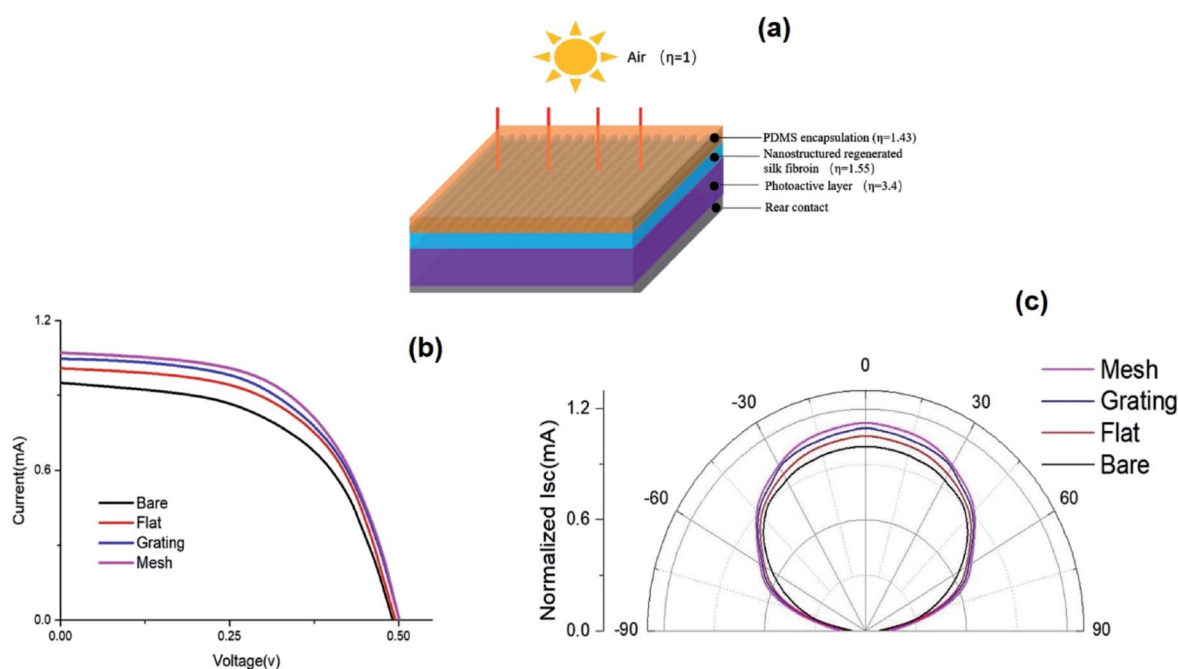 (a)
Air (η=1)
PDMS encapsulation (η=1.43)
Nanostructured regenerated
silk fibroin (η=1.55)
Photoactive layer (η=3.4)
Rear contact
(b)
1.2
0.6
0.0
Current(mA)
Bare
Flat
Grating
Mesh
0.00
0.25
0.50
Voltage(v)
(c)
Mesh
Grating
Flat
Bare
0
-30
30
-60
60
-90
90
1.2
0.6
0.0
Normalized Isc(mA)